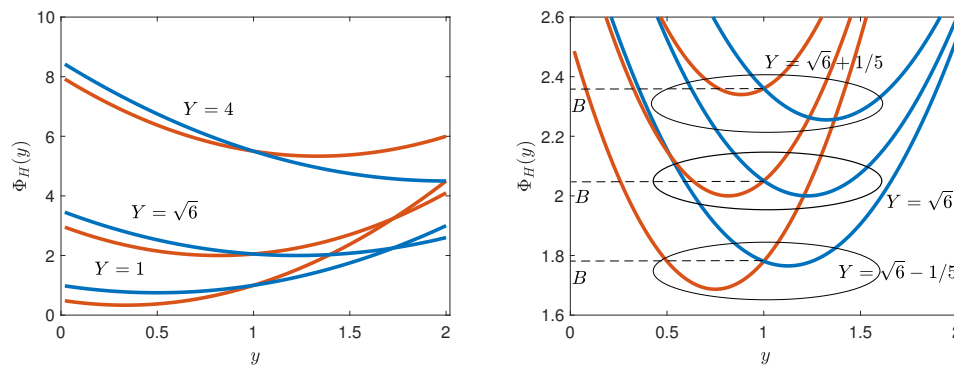 10
8
6
4
2
0
Φ_H(y)
Y = 4
Y = √6
Y = 1
0
0.5
1
1.5
2
y
2.6
2.4
2.2
2
1.8
1.6
Φ_H(y)
Y = √6 + 1/5
B
B
Y = √6
B
Y = √6 − 1/5
0
0.5
1
1.5
2
y